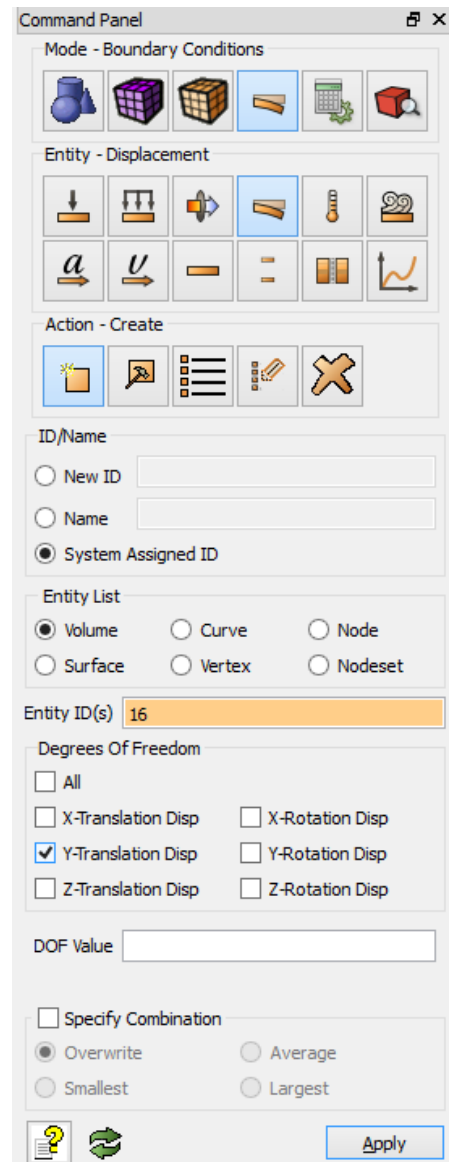 Command Panel
Mode - Boundary Conditions
Entity - Displacement
a v
Action - Create
ID/Name
New ID
Name
System Assigned ID
Entity List
Volume Curve Node
Surface Vertex Nodeset
Entity ID(s) 16
Degrees Of Freedom
All
X-Translation Disp X-Rotation Disp
Y-Translation Disp Y-Rotation Disp
Z-Translation Disp Z-Rotation Disp
DOF Value
Specify Combination
Overwrite Average
Smallest Largest
? Apply